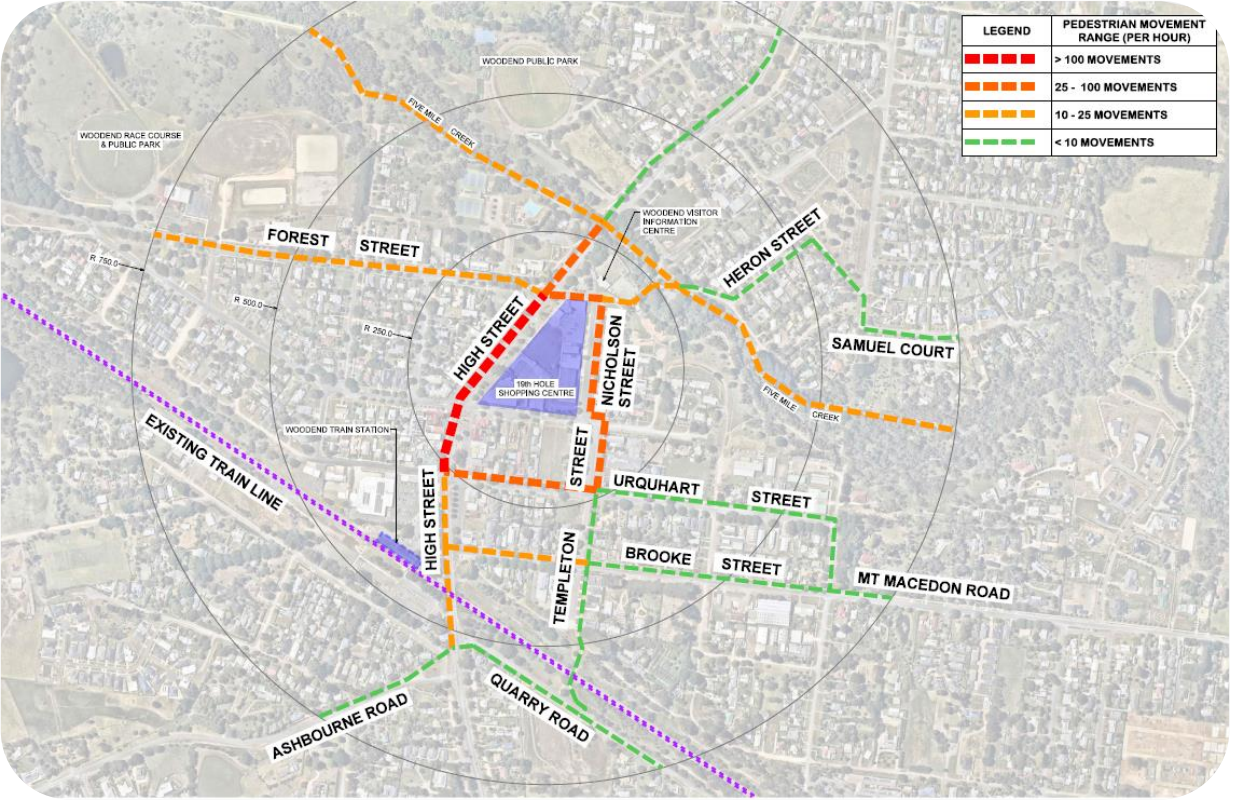 LEGEND
PEDESTRIAN MOVEMENT
RANGE (PER HOUR)
> 100 MOVEMENTS
25 - 100 MOVEMENTS
10 - 25 MOVEMENTS
< 10 MOVEMENTS
WOODEND PUBLIC PARK
FIVE MILE
CREEK
WOODEND RACE COURSE
& PUBLIC PARK
WOODEND VISITOR
INFORMATION
CENTRE
FOREST
STREET
HERON STREET
R 750.0
R 500.0
R 250.0
HIGH STREET
NICHOLSON
STREET
SAMUEL COURT
19th HOLE
SHOPPING CENTRE
FIVE MILE
CREEK
WOODEND TRAIN STATION
EXISTING TRAIN LINE
STREET
URQUHART
STREET
HIGH STREET
TEMPLETON
BROOKE
STREET
MT MACEDON ROAD
QUARRY ROAD
ASHBOURNE ROAD